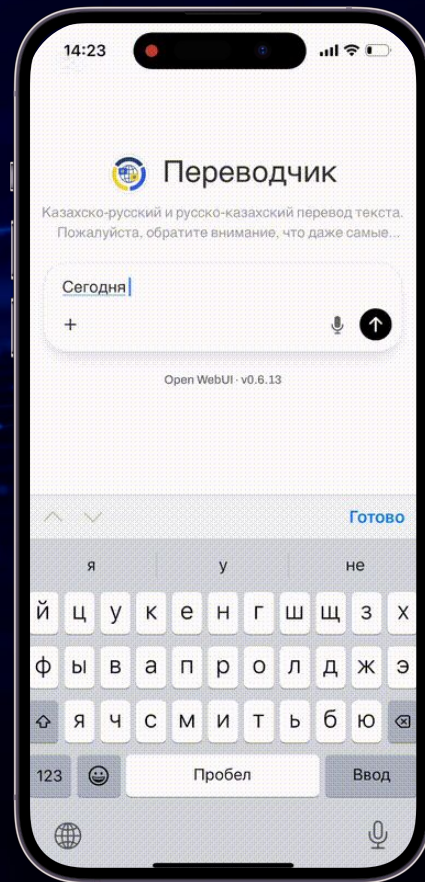 14:23
Переводчик
Казахско-русский и русско-казахский перевод текста.
Пожалуйста, обратите внимание, что даже самые...
Сегодня
+
Open WebUI · v0.6.13
Готово
я у не
й ц у к е н г ш щ з х
ф ы в а п р о л д ж э
я ч с м и т ь б ю
123 Пробел Ввод